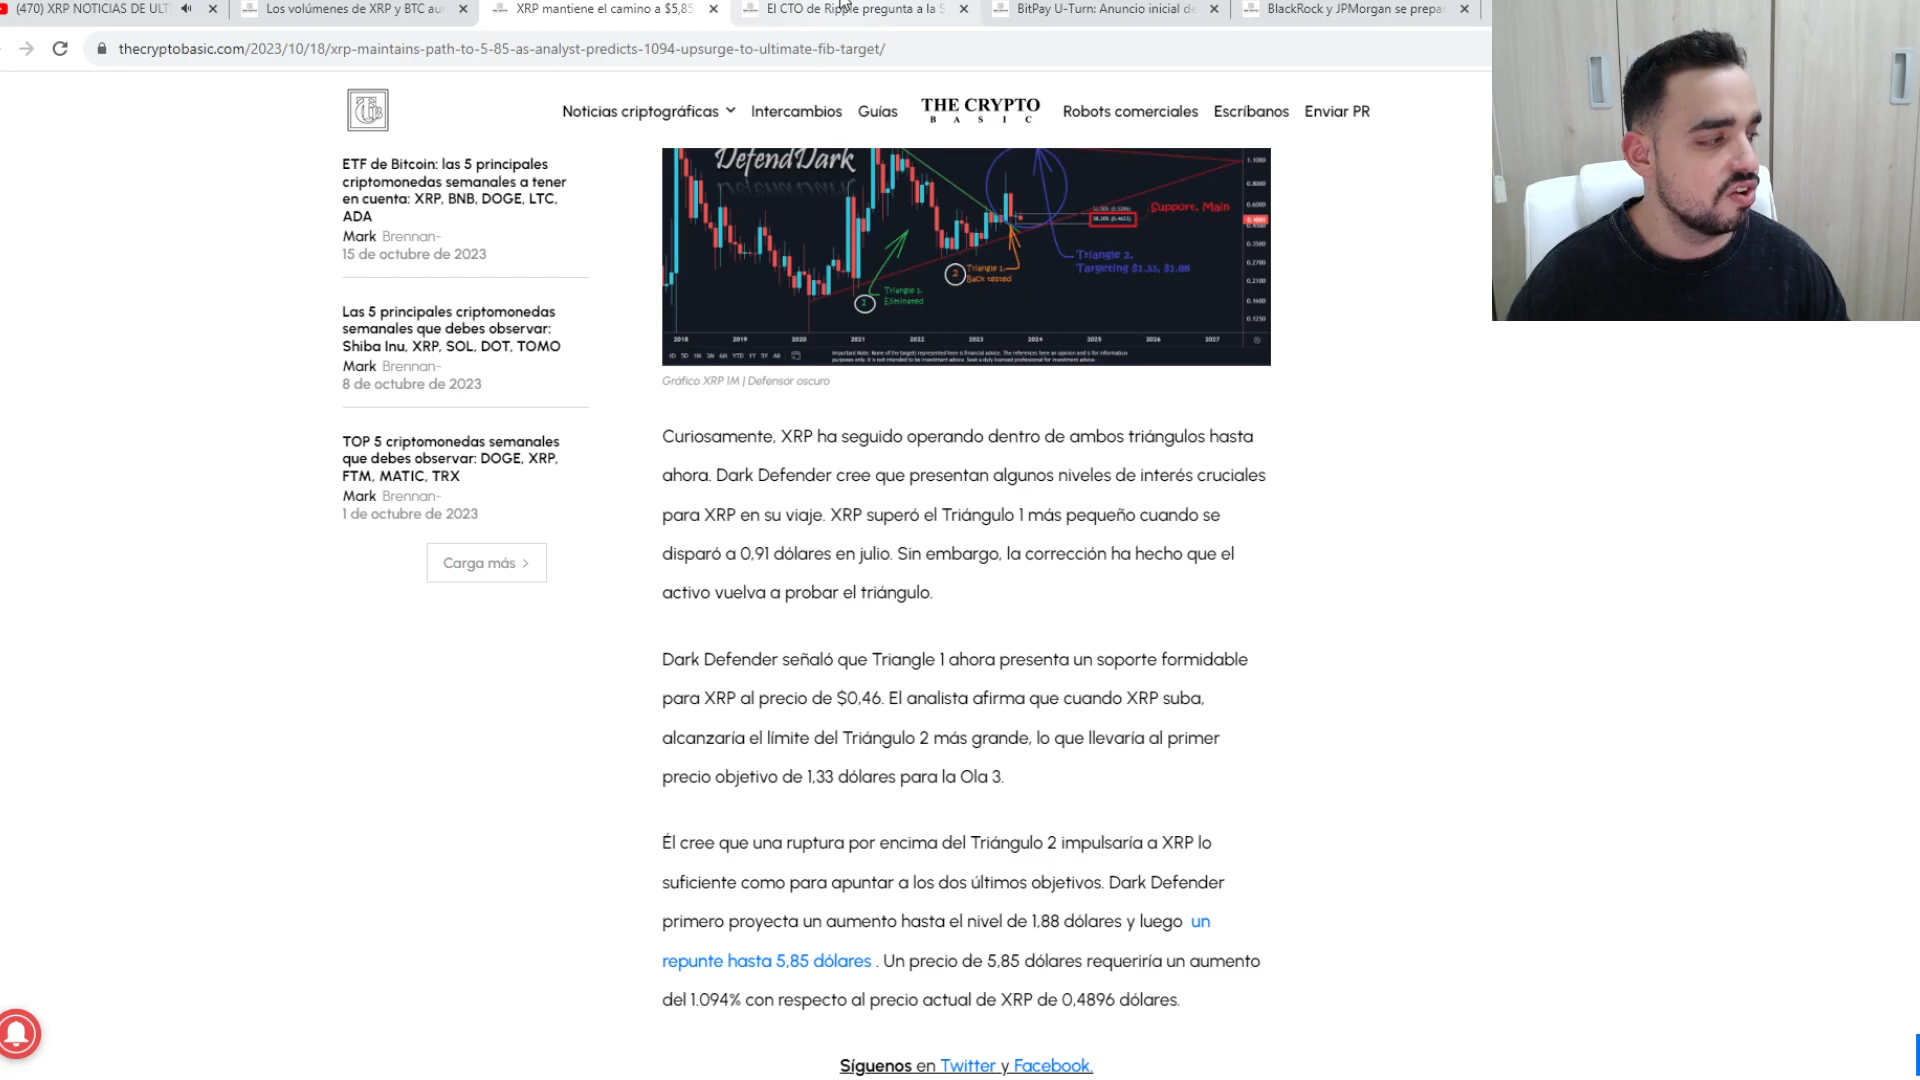 (470) XRP NOTICIAS DE ULT
Los volúmenes de XRP y BTC au
XRP mantiene el camino a $5,85
El CTO de Ripple pregunta a la S
BitPay U-Turn: Anuncio inicial de
BlackRock y JPMorgan se prepa
thecryptobasic.com/2023/10/18/xrp-maintains-path-to-5-85-as-analyst-predicts-1094-upsurge-to-ultimate-fib-target/
Noticias criptográficas
Intercambios
Guías
THE CRYPTO
BASIC
Robots comerciales
Escríbanos
Enviar PR
ETF de Bitcoin: las 5 principales
criptomonedas semanales a tener
en cuenta: XRP, BNB, DOGE, LTC,
ADA
Mark Brennan-
15 de octubre de 2023
Las 5 principales criptomonedas
semanales que debes observar:
Shiba Inu, XRP, SOL, DOT, TOMO
Mark Brennan-
8 de octubre de 2023
TOP 5 criptomonedas semanales
que debes observar: DOGE, XRP,
FTM, MATIC, TRX
Mark Brennan-
1 de octubre de 2023
Carga más
DefendDark
Support, Main
Triangle 2,
Targeting $1.33, $1.88
2
Triangle 1,
Back tested
1
Triangle 1,
Eliminated
2018 2019 2020 2021 2022 2023 2024 2025 2026 2027
Gráfico XRP 1M | Defensor oscuro
Curiosamente, XRP ha seguido operando dentro de ambos triángulos hasta
ahora. Dark Defender cree que presentan algunos niveles de interés cruciales
para XRP en su viaje. XRP superó el Triángulo 1 más pequeño cuando se
disparó a 0,91 dólares en julio. Sin embargo, la corrección ha hecho que el
activo vuelva a probar el triángulo.
Dark Defender señaló que Triangle 1 ahora presenta un soporte formidable
para XRP al precio de $0,46. El analista afirma que cuando XRP suba,
alcanzaría el límite del Triángulo 2 más grande, lo que llevaría al primer
precio objetivo de 1,33 dólares para la Ola 3.
Él cree que una ruptura por encima del Triángulo 2 impulsaría a XRP lo
suficiente como para apuntar a los dos últimos objetivos. Dark Defender
primero proyecta un aumento hasta el nivel de 1,88 dólares y luego un
repunte hasta 5,85 dólares . Un precio de 5,85 dólares requeriría un aumento
del 1.094% con respecto al precio actual de XRP de 0,4896 dólares.
Síguenos en Twitter y Facebook.